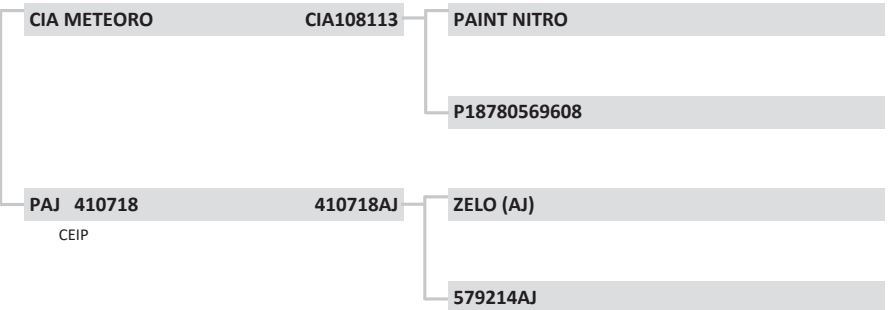 CIA METEORO CIA108113 PAINT NITRO
P18780569608
PAJ 410718 410718AJ ZELO (AJ)
CEIP
579214AJ